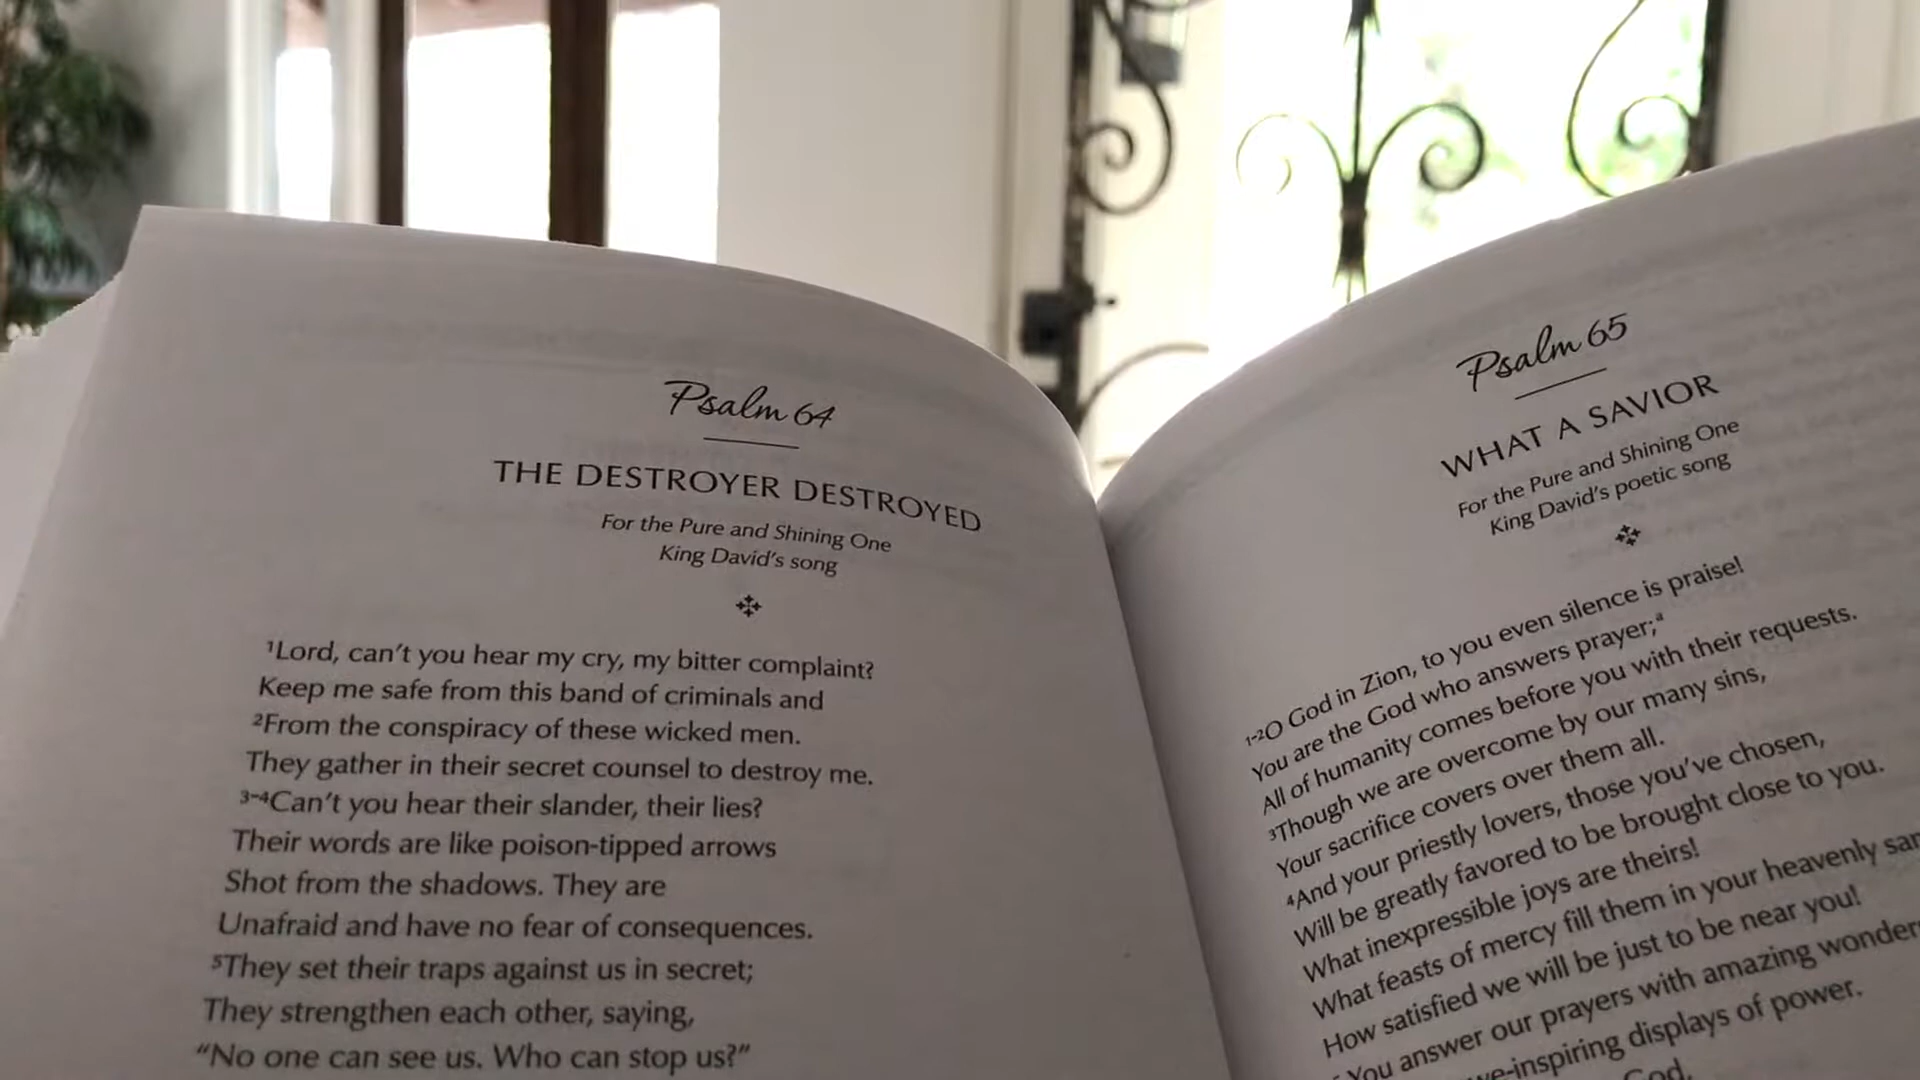 Psalm 64
THE DESTROYER DESTROYED
For the Pure and Shining One
King David's song
¹Lord, can't you hear my cry, my bitter complaint?
Keep me safe from this band of criminals and
²From the conspiracy of these wicked men.
They gather in their secret counsel to destroy me.
³⁻⁴Can't you hear their slander, their lies?
Their words are like poison-tipped arrows
Shot from the shadows. They are
Unafraid and have no fear of consequences.
⁵They set their traps against us in secret;
They strengthen each other, saying,
“No one can see us. Who can stop us?”
Psalm 65
WHAT A SAVIOR
For the Pure and Shining One
King David's poetic song
¹⁻²O God in Zion, to you even silence is praise!
You are the God who answers prayer;ᵃ
All of humanity comes before you with their requests.
³Though we are overcome by our many sins,
Your sacrifice covers over them all.
⁴And your priestly lovers, those you've chosen,
Will be greatly favored to be brought close to you.
What inexpressible joys are theirs!
What feasts of mercy fill them in your heavenly
How satisfied we will be just to be near you!
You answer our prayers with amazing
displays of power.
God,